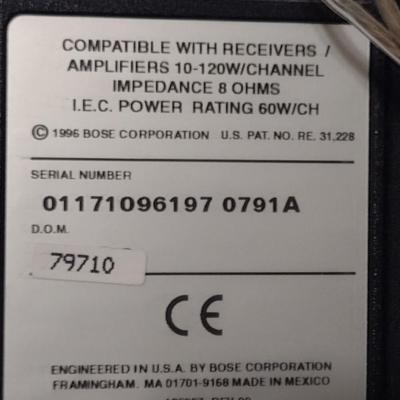 COMPATIBLE WITH RECEIVERS /
AMPLIFIERS 10-120W/CHANNEL
IMPEDANCE 8 OHMS
I.E.C. POWER RATING 60W/CH
© 1996 BOSE CORPORATION U.S. PAT. NO. RE. 31,228
SERIAL NUMBER
01171096197 0791A
D.O.M.
79710
CE
ENGINEERED IN U.S.A. BY BOSE CORPORATION
FRAMINGHAM. MA 01701-9168 MADE IN MEXICO